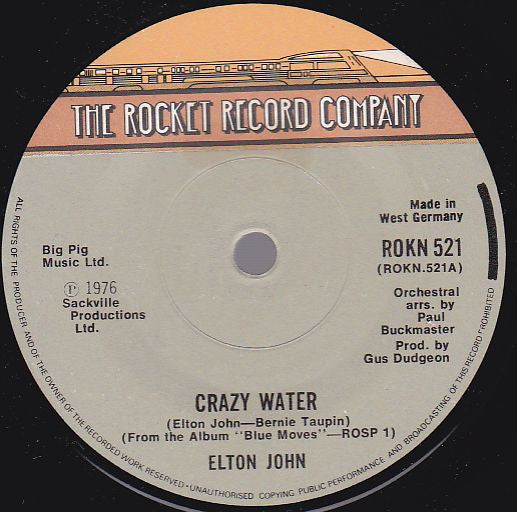 THE ROCKET RECORD COMPANY
Made in
West Germany
Big Pig
Music Ltd.
ROKN 521
(ROKN.521A)
Ⓟ 1976
Sackville
Productions
Ltd.
Orchestral
arrs. by
Paul
Buckmaster
Prod. by
Gus Dudgeon
CRAZY WATER
(Elton John—Bernie Taupin)
(From the Album "Blue Moves"—ROSP 1)
ELTON JOHN
ALL RIGHTS OF THE PRODUCER AND OF THE OWNER OF THE RECORDED WORK RESERVED • UNAUTHORISED COPYING PUBLIC PERFORMANCE AND BROADCASTING OF THIS RECORD PROHIBITED